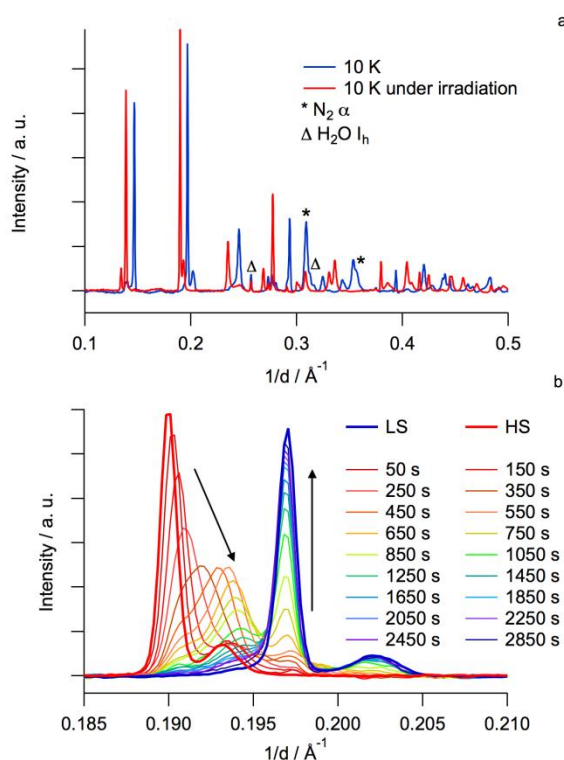 a
10 K
10 K under irradiation
* N₂ α
Δ H₂O Iₕ
Intensity / a. u.
0.1 0.2 0.3 0.4 0.5
1/d / Å⁻¹
b
LS HS
50 s 150 s
250 s 350 s
450 s 550 s
650 s 750 s
850 s 1050 s
1250 s 1450 s
1650 s 1850 s
2050 s 2250 s
2450 s 2850 s
Intensity / a. u.
0.185 0.190 0.195 0.200 0.205 0.210
1/d / Å⁻¹